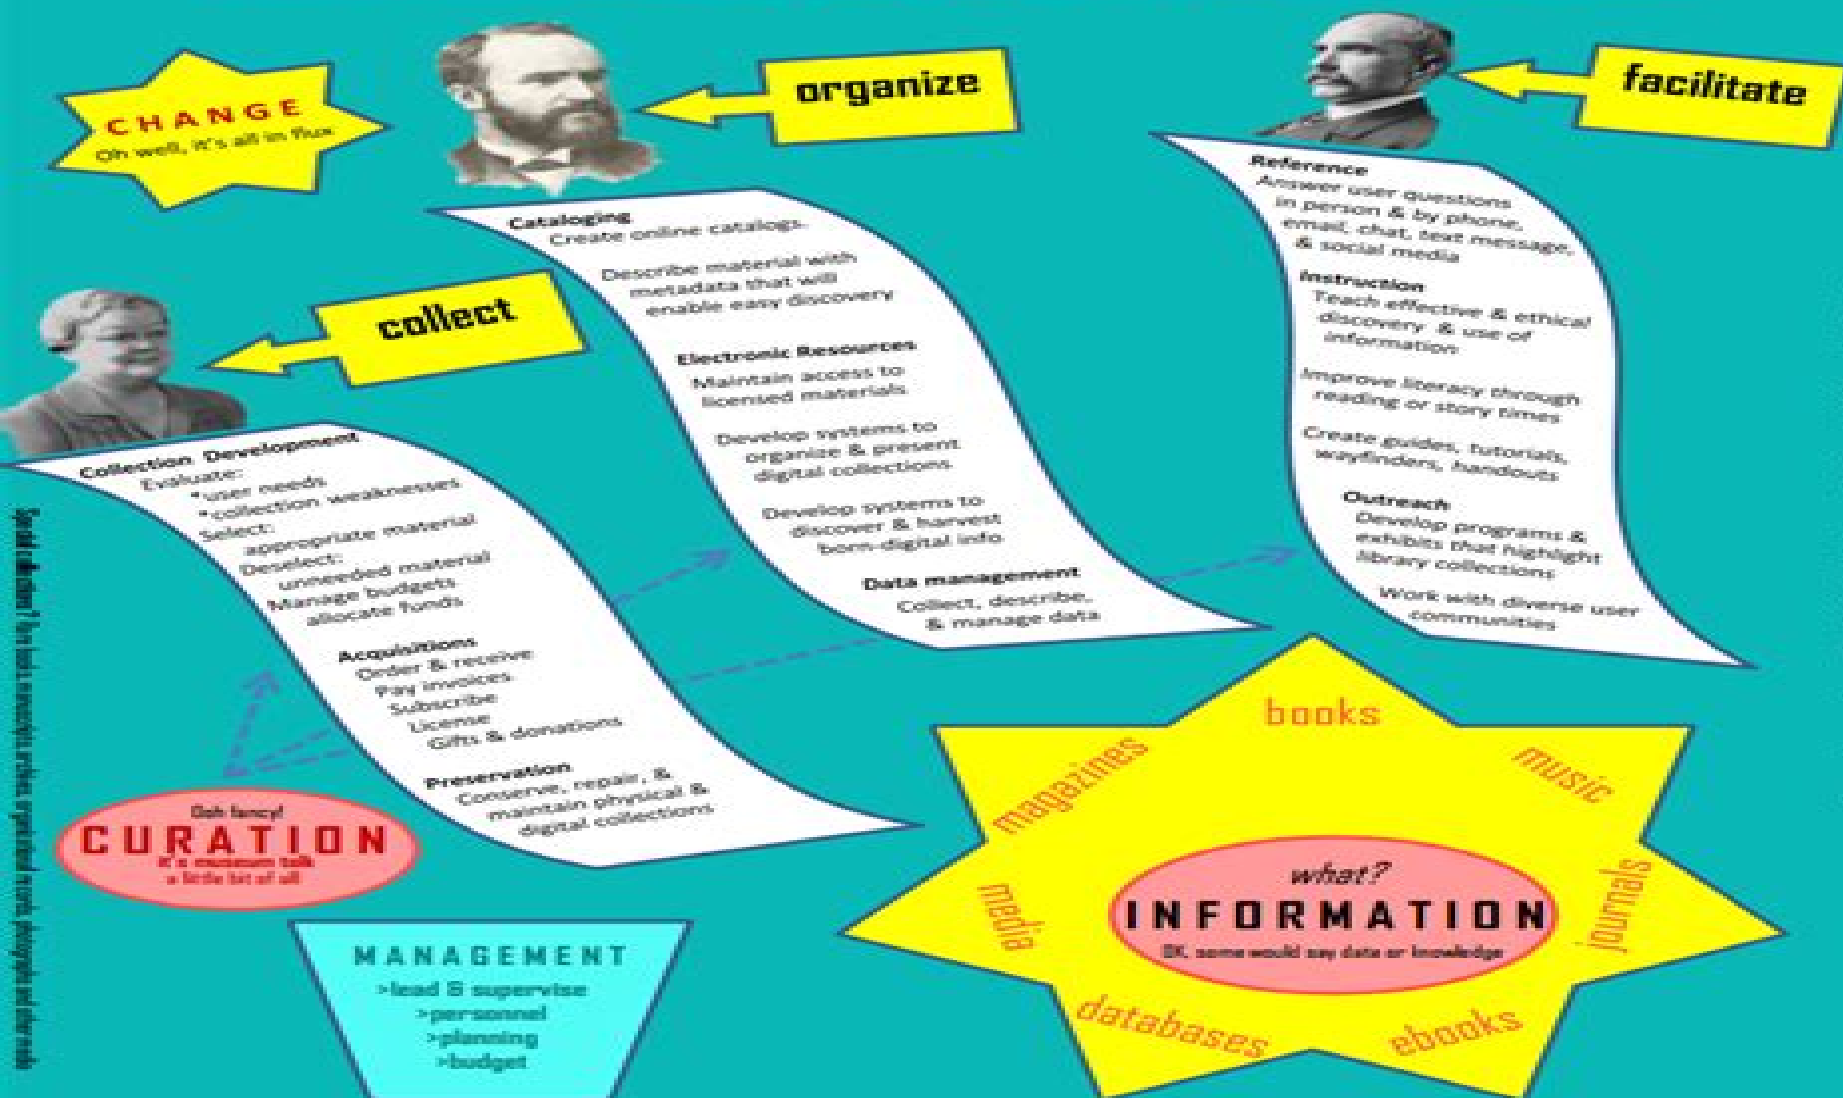 CHANGE
Oh well, it's all in flux
organize
facilitate
collect
Collection Development
Evaluate:
*user needs
*collection weaknesses
Select:
appropriate material
Deselect:
unneeded material
Manage budgets
allocate funds
Acquisitions
Order & receive
Pay invoices
Subscribe
License
Gifts & donations
Preservation
Conserve, repair, &
maintain physical &
digital collections
Cataloging
Create online catalogs.
Describe material with
metadata that will
enable easy discovery
Electronic Resources
Maintain access to
licensed materials
Develop systems to
organize & present
digital collections
Develop systems to
discover & harvest
born-digital info
Data management
Collect, describe,
& manage data
Reference
Answer user questions
in person & by phone,
email, chat, text message,
& social media
Instruction
Teach effective & ethical
discovery & use of
information
Improve literacy through
reading or story times
Create guides, tutorials,
wayfinders, handouts
Outreach
Develop programs &
exhibits that highlight
library collections
Work with diverse user
communities
Ooh fancy!
CURATION
it's museum talk
a little bit of all
MANAGEMENT
>lead & supervise
>personnel
>planning
>budget
books
magazines
music
media
journals
databases
ebooks
what?
INFORMATION
OK, some would say data or knowledge